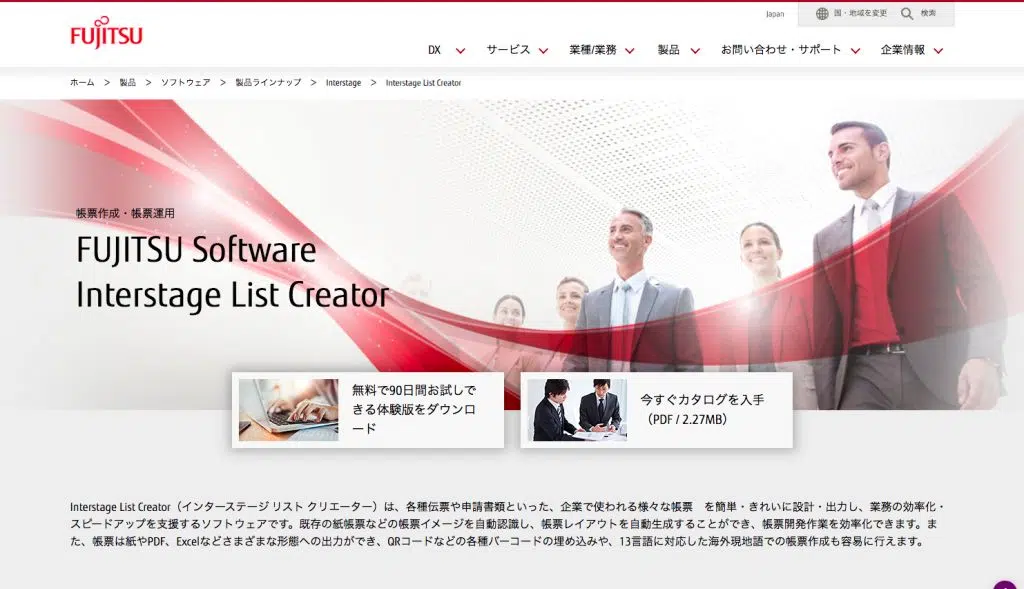 FUJITSU
Japan
国・地域を変更
検索
DX
サービス
業種/業務
製品
お問い合わせ・サポート
企業情報
ホーム > 製品 > ソフトウェア > 製品ラインナップ > Interstage > Interstage List Creator
帳票作成・帳票運用
FUJITSU Software
Interstage List Creator
無料で90日間お試しで
きる体験版をダウンロ
ード
今すぐカタログを入手
（PDF / 2.27MB）
Interstage List Creator（インターステージ リスト クリエーター）は、各種伝票や申請書類といった、企業で使われる様々な帳票　を簡単・きれいに設計・出力し、業務の効率化・
スピードアップを支援するソフトウェアです。既存の紙帳票などの帳票イメージを自動認識し、帳票レイアウトを自動生成することができ、帳票開発作業を効率化できます。ま
た、帳票は紙やPDF、Excelなどさまざまな形態への出力ができ、QRコードなどの各種バーコードの埋め込みや、13言語に対応した海外現地語での帳票作成も容易に行えます。